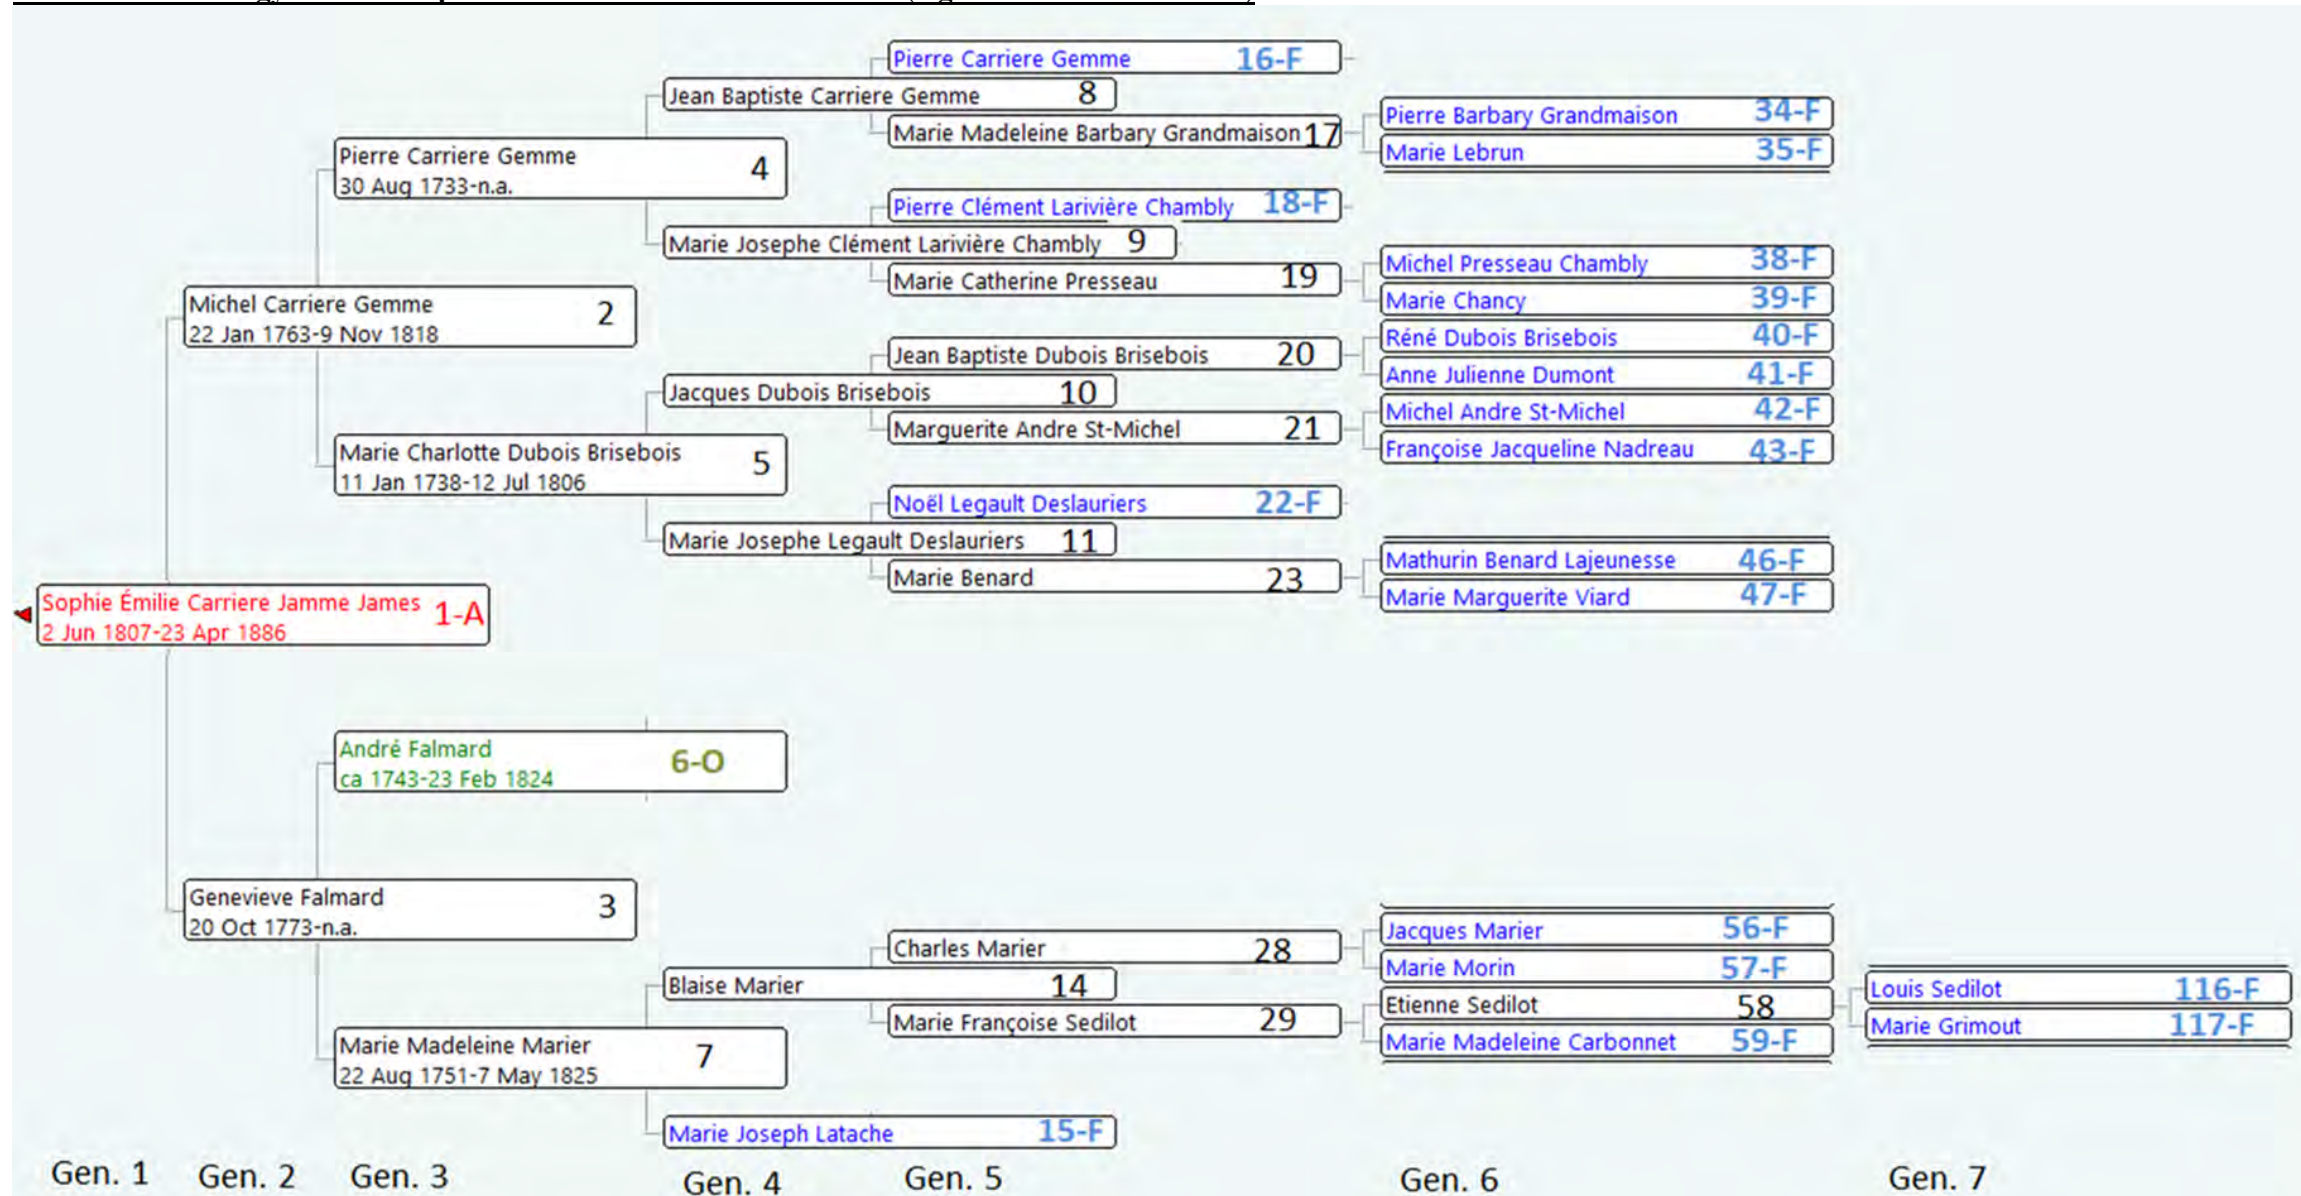 Pierre Carriere Gemme 16-F
Jean Baptiste Carriere Gemme 8
Marie Madeleine Barbary Grandmaison 17
Pierre Barbary Grandmaison 34-F
Marie Lebrun 35-F
Pierre Carriere Gemme 4
30 Aug 1733-n.a.
Pierre Clément Larivière Chambly 18-F
Marie Josephe Clément Larivière Chambly 9
Marie Catherine Presseau 19
Michel Presseau Chambly 38-F
Marie Chancy 39-F
Michel Carriere Gemme 2
22 Jan 1763-9 Nov 1818
Jean Baptiste Dubois Brisebois 20
Réné Dubois Brisebois 40-F
Anne Julienne Dumont 41-F
Jacques Dubois Brisebois 10
Marguerite Andre St-Michel 21
Michel Andre St-Michel 42-F
Françoise Jacqueline Nadreau 43-F
Marie Charlotte Dubois Brisebois 5
11 Jan 1738-12 Jul 1806
Noël Legault Deslauriers 22-F
Marie Josephe Legault Deslauriers 11
Marie Benard 23
Mathurin Benard Lajeunesse 46-F
Marie Marguerite Viard 47-F
Sophie Émilie Carriere Jamme James 1-A
2 Jun 1807-23 Apr 1886
André Falmard 6-O
ca 1743-23 Feb 1824
Genevieve Falmard 3
20 Oct 1773-n.a.
Charles Marier 28
Jacques Marier 56-F
Marie Morin 57-F
Blaise Marier 14
Marie Françoise Sedilot 29
Etienne Sedilot 58
Marie Madeleine Carbonnet 59-F
Louis Sedilot 116-F
Marie Grimout 117-F
Marie Madeleine Marier 7
22 Aug 1751-7 May 1825
Marie Joseph Latache 15-F
Gen. 1 Gen. 2 Gen. 3 Gen. 4 Gen. 5 Gen. 6 Gen. 7